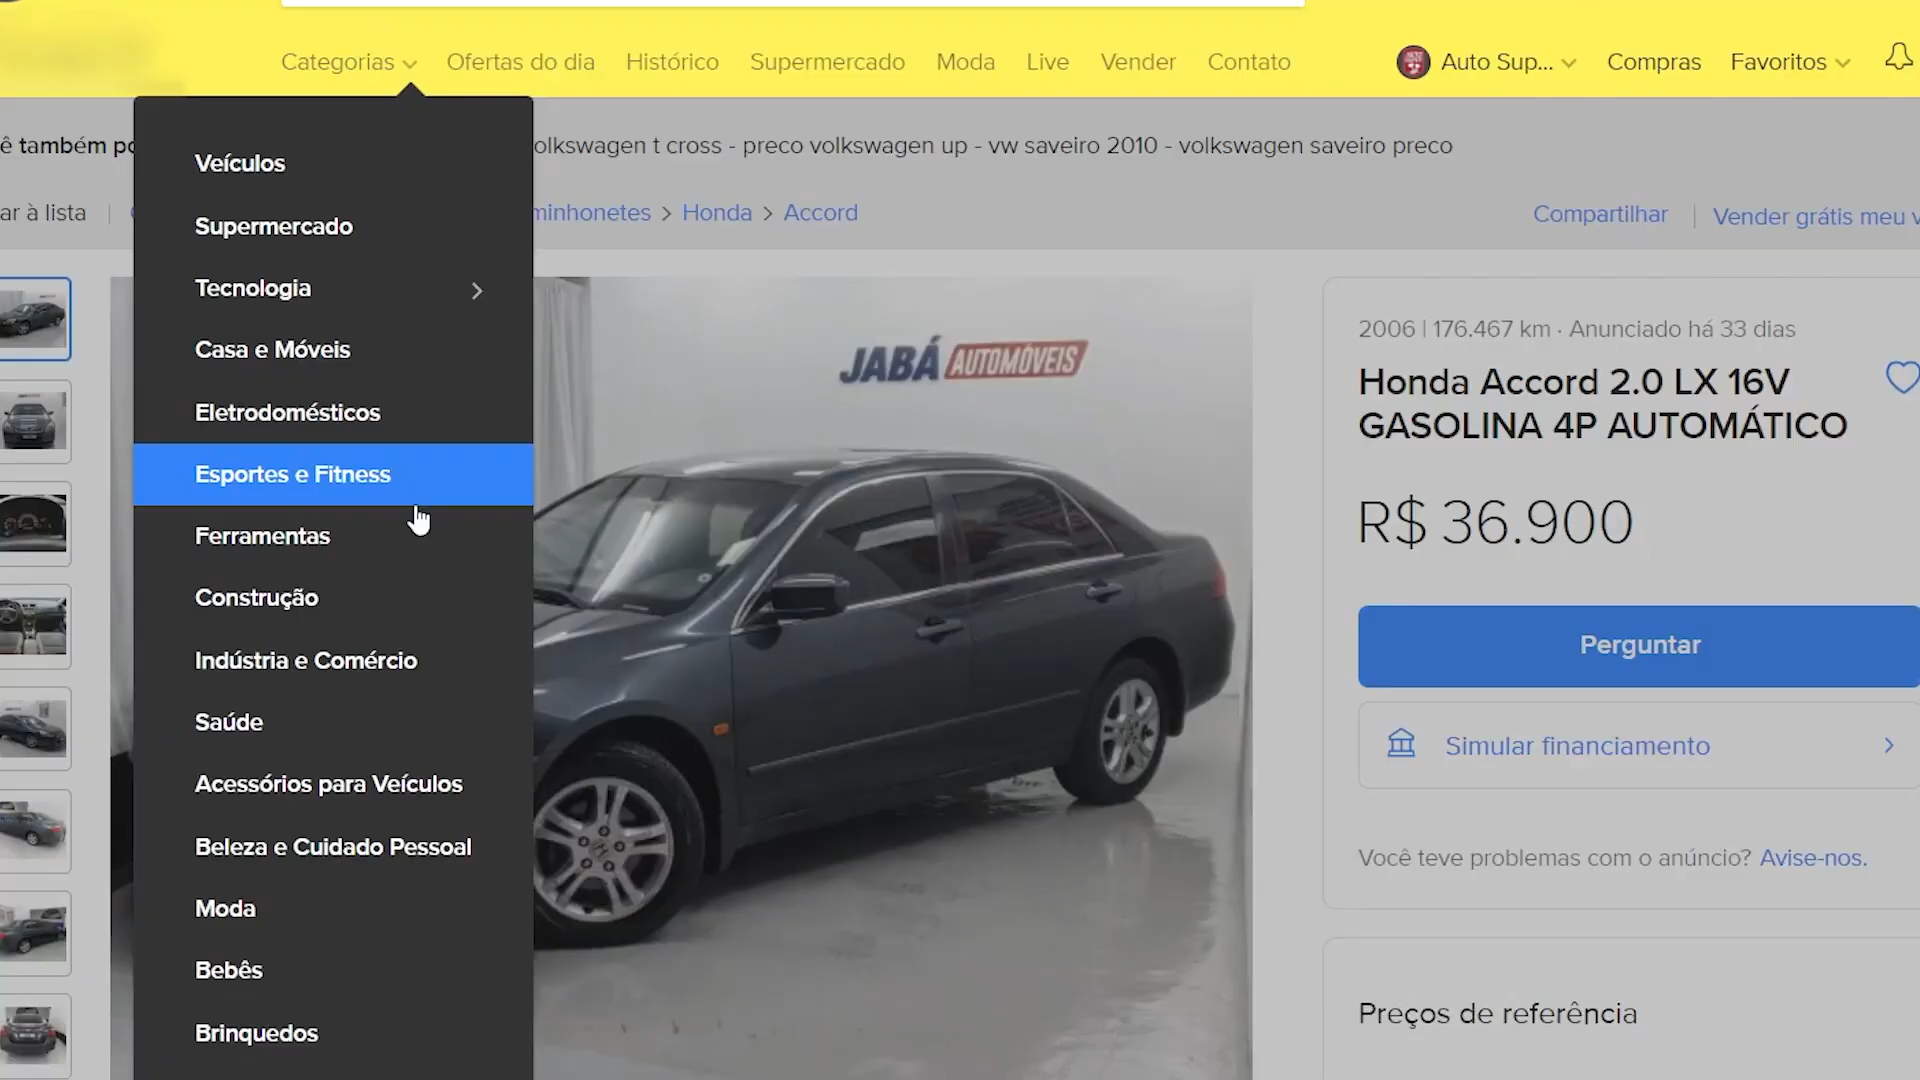 Categorias
Ofertas do dia
Histórico
Supermercado
Moda
Live
Vender
Contato
Auto Sup...
Compras
Favoritos
ê também po
olkswagen t cross - preco volkswagen up - vw saveiro 2010 - volkswagen saveiro preco
ar à lista
minhonetes > Honda > Accord
Compartilhar
Vender grátis meu v
Veículos
Supermercado
Tecnologia
Casa e Móveis
Eletrodomésticos
Esportes e Fitness
Ferramentas
Construção
Indústria e Comércio
Saúde
Acessórios para Veículos
Beleza e Cuidado Pessoal
Moda
Bebês
Brinquedos
JABÁ AUTOMÓVEIS
2006 | 176.467 km · Anunciado há 33 dias
Honda Accord 2.0 LX 16V
GASOLINA 4P AUTOMÁTICO
R$ 36.900
Perguntar
Simular financiamento
Você teve problemas com o anúncio? Avise-nos.
Preços de referência